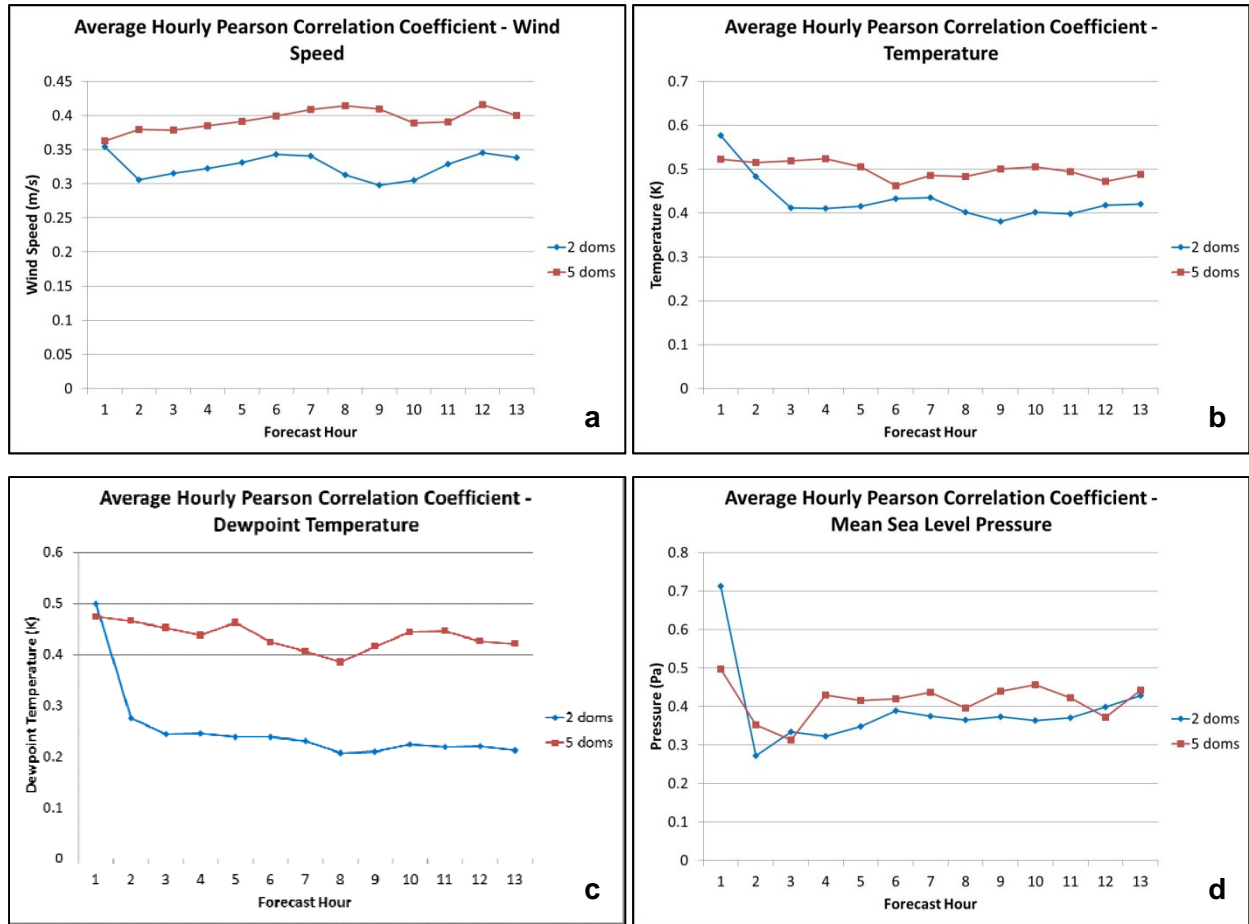 Average Hourly Pearson Correlation Coefficient - Wind
Speed
0.45
0.4
0.35
0.3
0.25
0.2
0.15
0.1
0.05
0
Wind Speed (m/s)
1 2 3 4 5 6 7 8 9 10 11 12 13
Forecast Hour
2 doms
5 doms
a
Average Hourly Pearson Correlation Coefficient -
Temperature
0.7
0.6
0.5
0.4
0.3
0.2
0.1
0
Temperature (K)
1 2 3 4 5 6 7 8 9 10 11 12 13
Forecast Hour
2 doms
5 doms
b
Average Hourly Pearson Correlation Coefficient -
Dewpoint Temperature
0.6
0.5
0.4
0.3
0.2
0.1
0
Dewpoint Temperature (K)
1 2 3 4 5 6 7 8 9 10 11 12 13
Forecast Hour
2 doms
5 doms
c
Average Hourly Pearson Correlation Coefficient -
Mean Sea Level Pressure
0.8
0.7
0.6
0.5
0.4
0.3
0.2
0.1
0
Pressure (Pa)
1 2 3 4 5 6 7 8 9 10 11 12 13
Forecast Hour
2 doms
5 doms
d